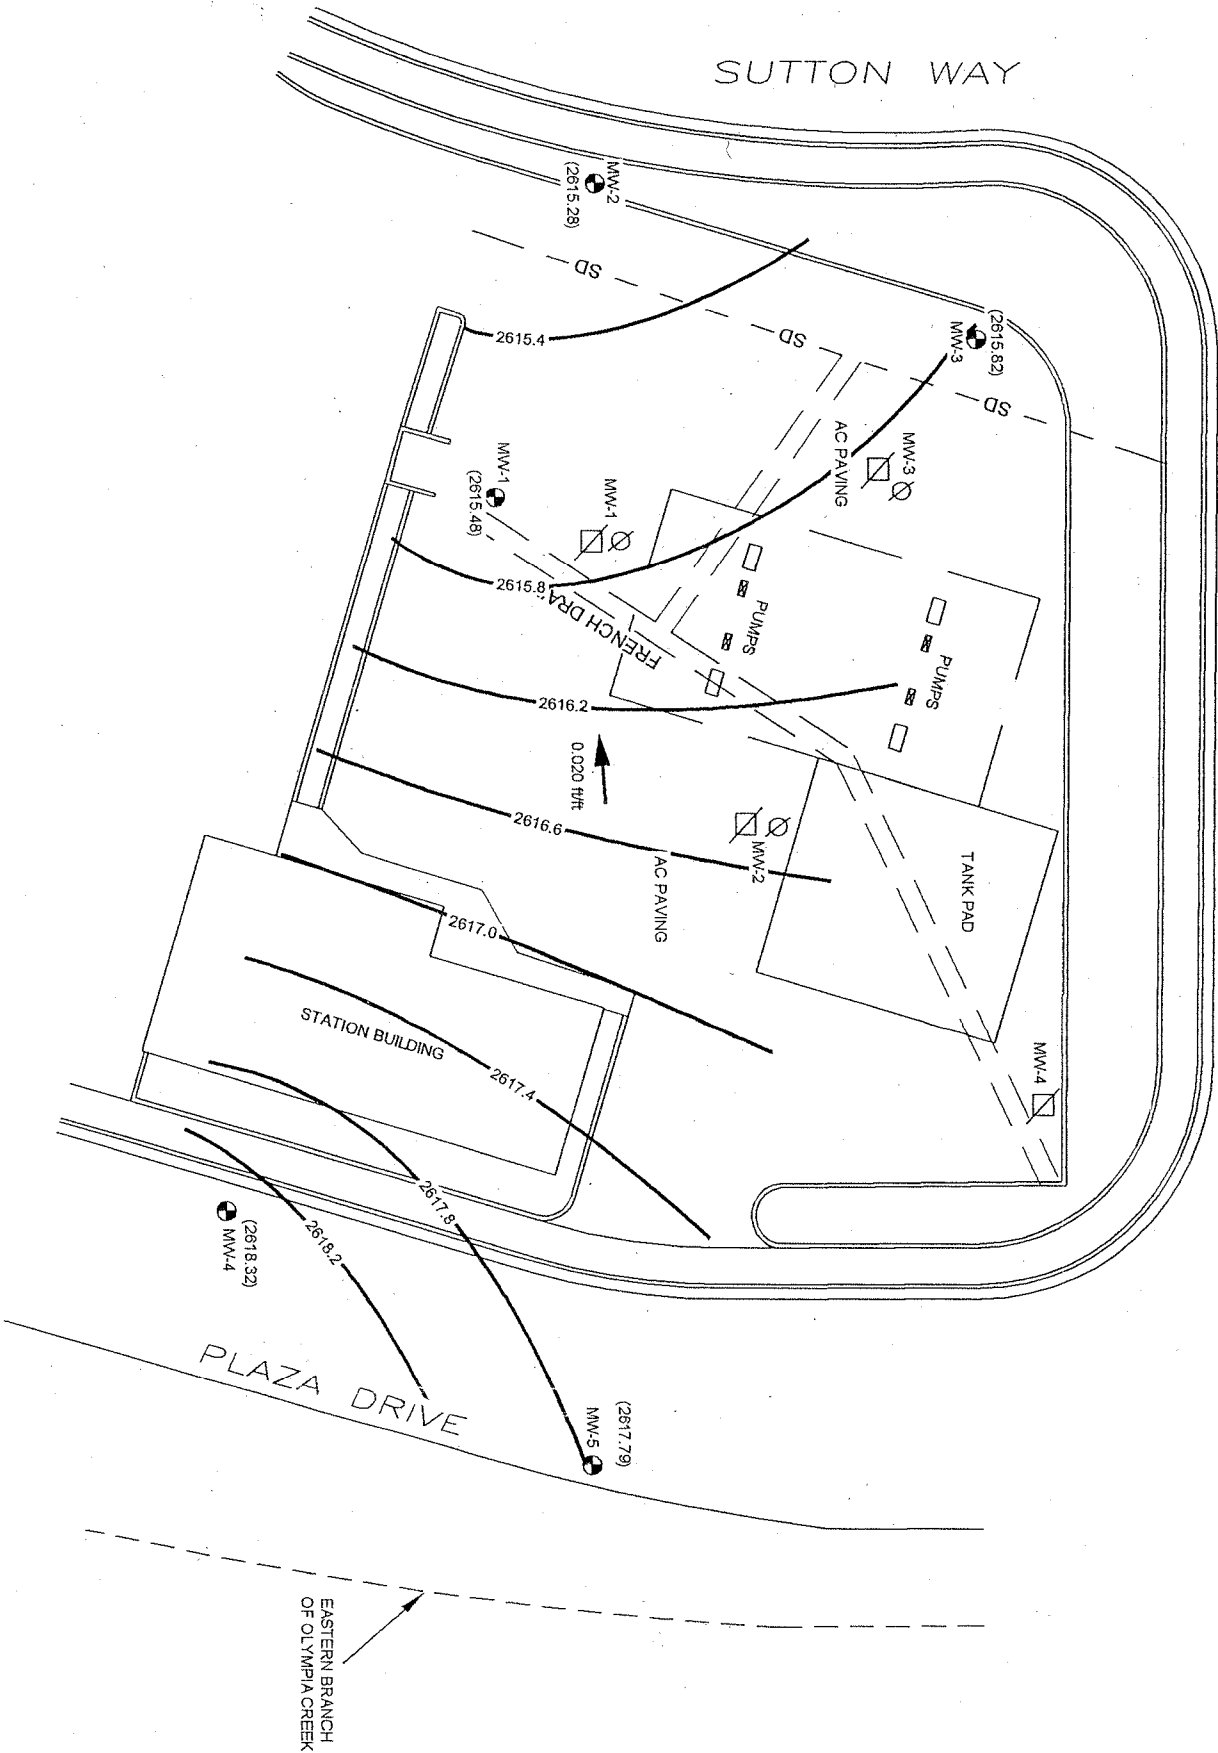 SUTTON WAY
MW-2
(2615.28)
SD
2615.4
SD
(2615.82)
MW-3
SD
MW-3
AC PAVING
MW-1
(2615.48)
MW-1
2615.8
FRENCH DRA
PUMPS
PUMPS
2616.2
0.020 ft/ft
2616.6
MW-2
AC PAVING
TANK PAD
2617.0
STATION BUILDING
2617.4
MW-4
2617.8
2618.2
(2618.32)
MW-4
PLAZA DRIVE
(2617.79)
MW-5
EASTERN BRANCH
OF OLYMPIA CREEK